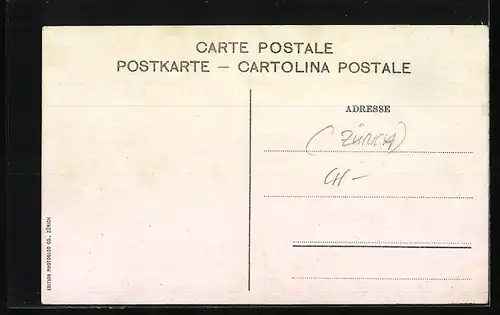 CARTE POSTALE
POSTKARTE — CARTOLINA POSTALE
ADRESSE
(ZÜRICH)
CH–
EDITION PHOTOGLOB CO., ZÜRICH